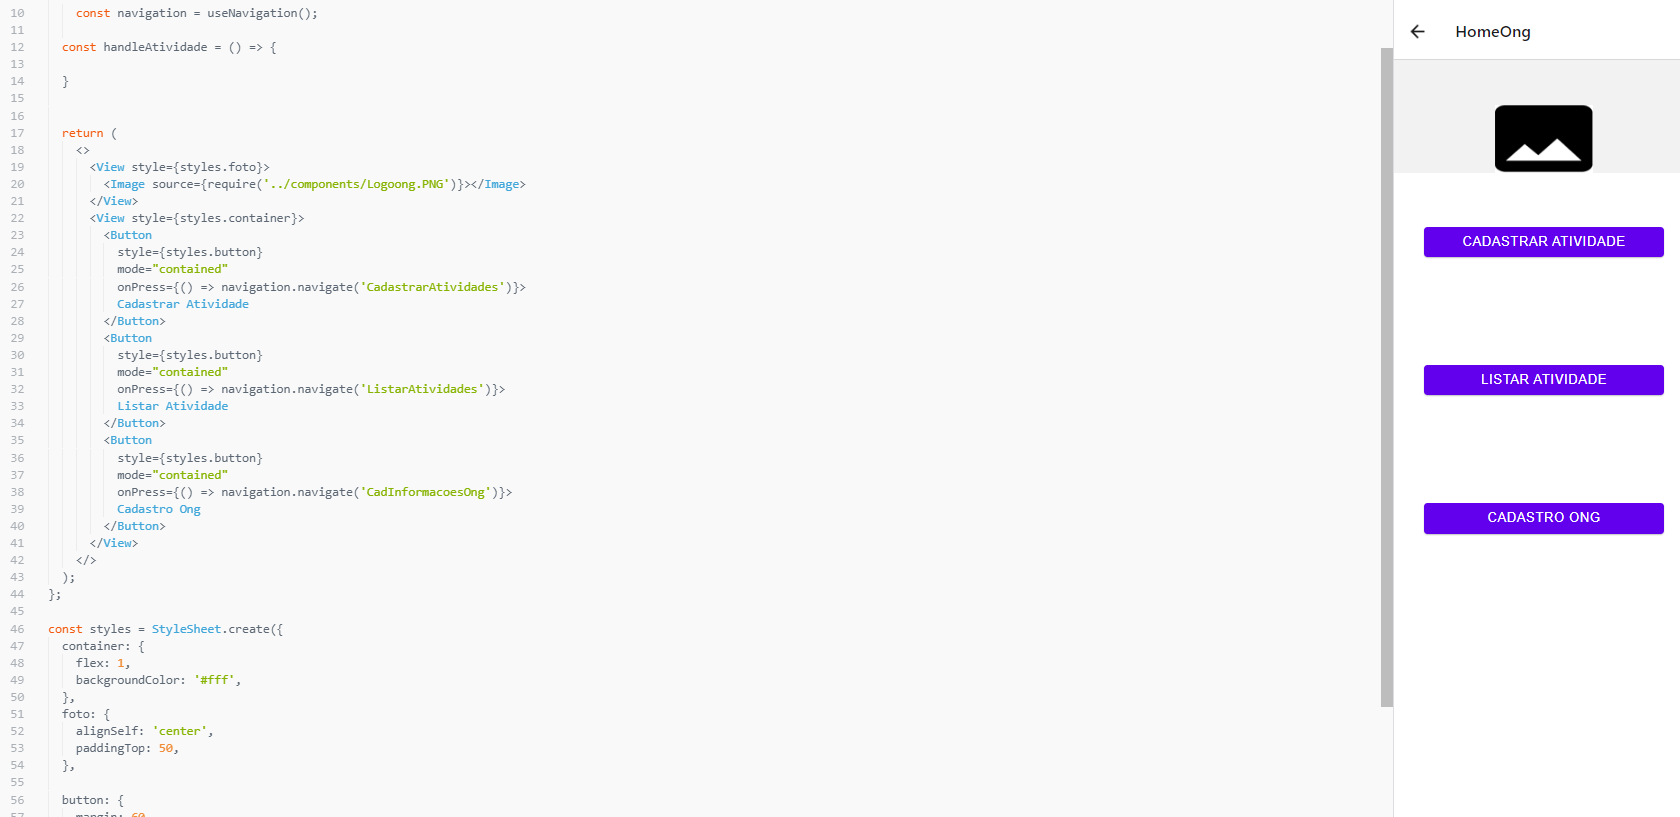 10 const navigation = useNavigation();
11
12 const handleAtividade = () => {
13
14 }
15
16
17 return (
18 <>
19 <View style={styles.foto}>
20 <Image source={require('../components/Logoong.PNG')}></Image>
21 </View>
22 <View style={styles.container}>
23 <Button
24 style={styles.button}
25 mode="contained"
26 onPress={() => navigation.navigate('CadastrarAtividades')}>
27 Cadastrar Atividade
28 </Button>
29 <Button
30 style={styles.button}
31 mode="contained"
32 onPress={() => navigation.navigate('ListarAtividades')}>
33 Listar Atividade
34 </Button>
35 <Button
36 style={styles.button}
37 mode="contained"
38 onPress={() => navigation.navigate('CadInformacoesOng')}>
39 Cadastro Ong
40 </Button>
41 </View>
42 </>
43 );
44 };
45
46 const styles = StyleSheet.create({
47 container: {
48 flex: 1,
49 backgroundColor: '#fff',
50 },
51 foto: {
52 alignSelf: 'center',
53 paddingTop: 50,
54 },
55
56 button: {
57 margin: 60
HomeOng
CADASTRAR ATIVIDADE
LISTAR ATIVIDADE
CADASTRO ONG